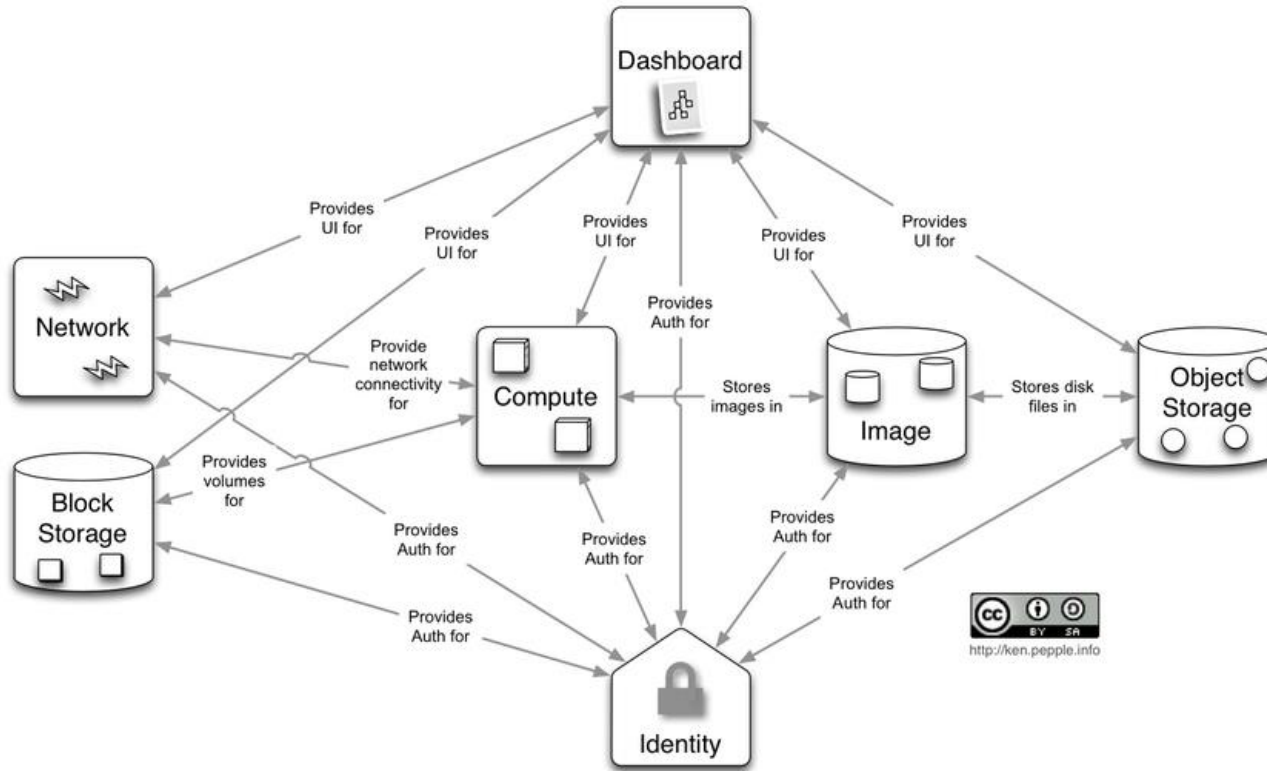 Dashboard
Provides
UI for
Provides
UI for
Provides
UI for
Provides
UI for
Provides
UI for
Provides
Auth for
Network
Provide
network
connectivity
for
Compute
Stores
images in
Image
Stores disk
files in
Object
Storage
Block
Storage
Provides
volumes
for
Provides
Auth for
Provides
Auth for
Provides
Auth for
Provides
Auth for
Provides
Auth for
Identity
cc
BY SA
http://ken.pepple.info